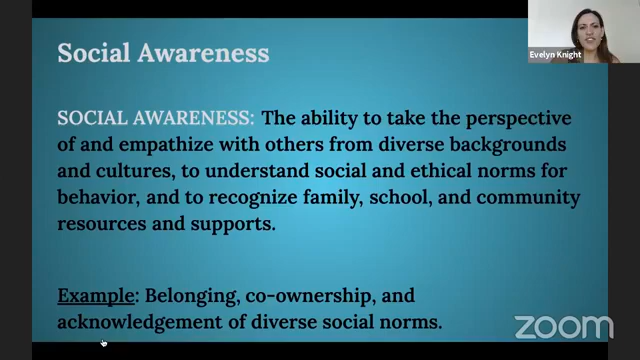 Social Awareness
Evelyn Knight
SOCIAL AWARENESS: The ability to take the perspective
of and empathize with others from diverse backgrounds
and cultures, to understand social and ethical norms for
behavior, and to recognize family, school, and community
resources and supports.
Example: Belonging, co-ownership, and
acknowledgement of diverse social norms.
zoom